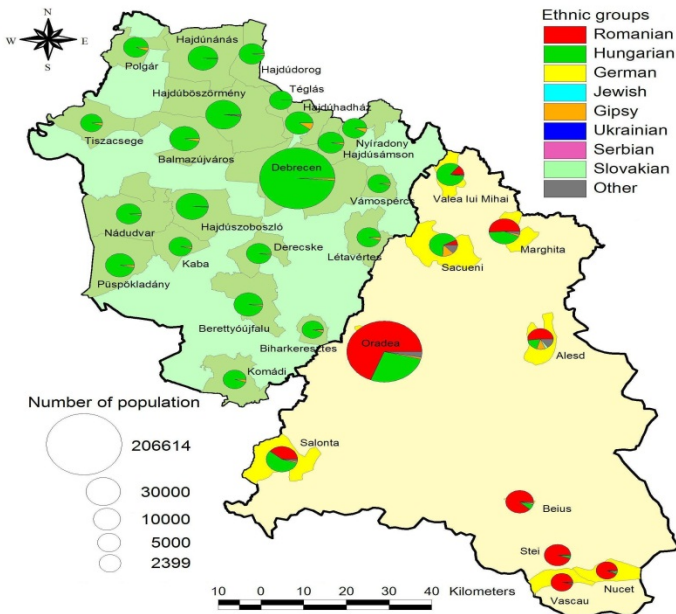 N
W E
S
Ethnic groups
Romanian
Hungarian
German
Jewish
Gipsy
Ukrainian
Serbian
Slovakian
Other
Polgár
Hajdúnánás
Hajdúdorog
Téglás
Hajdúböszörmény
Hajdúhadház
Tiszacsege
Balmazújváros
Nyíradony
Hajdúsámson
Debrecen
Vámospércs
Valea lui Mihai
Nádudvar
Hajdúszoboszló
Létavértes
Marghita
Sacueni
Kaba
Derecske
Püspökladány
Berettyóújfalu
Biharkeresztes
Oradea
Alesd
Komádi
Number of population
206614
30000
10000
5000
2399
Salonta
Beius
Stei
Vascau
Nucet
10 0 10 20 30 40
Kilometers